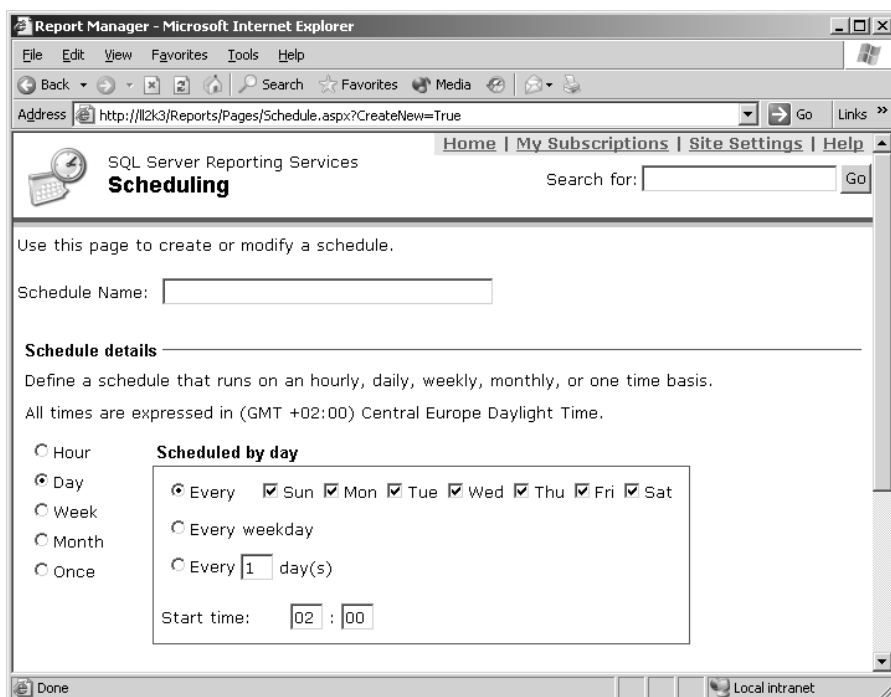 Report Manager - Microsoft Internet Explorer
File Edit View Favorites Tools Help
Back Search Favorites Media
Address http://ll2k3/Reports/Pages/Schedule.aspx?CreateNew=True Go Links »
Home | My Subscriptions | Site Settings | Help
SQL Server Reporting Services
Scheduling
Search for: Go
Use this page to create or modify a schedule.
Schedule Name:
Schedule details
Define a schedule that runs on an hourly, daily, weekly, monthly, or one time basis.
All times are expressed in (GMT +02:00) Central Europe Daylight Time.
Hour
Day
Week
Month
Once
Scheduled by day
Every Sun Mon Tue Wed Thu Fri Sat
Every weekday
Every 1 day(s)
Start time: 02 : 00
Done Local intranet